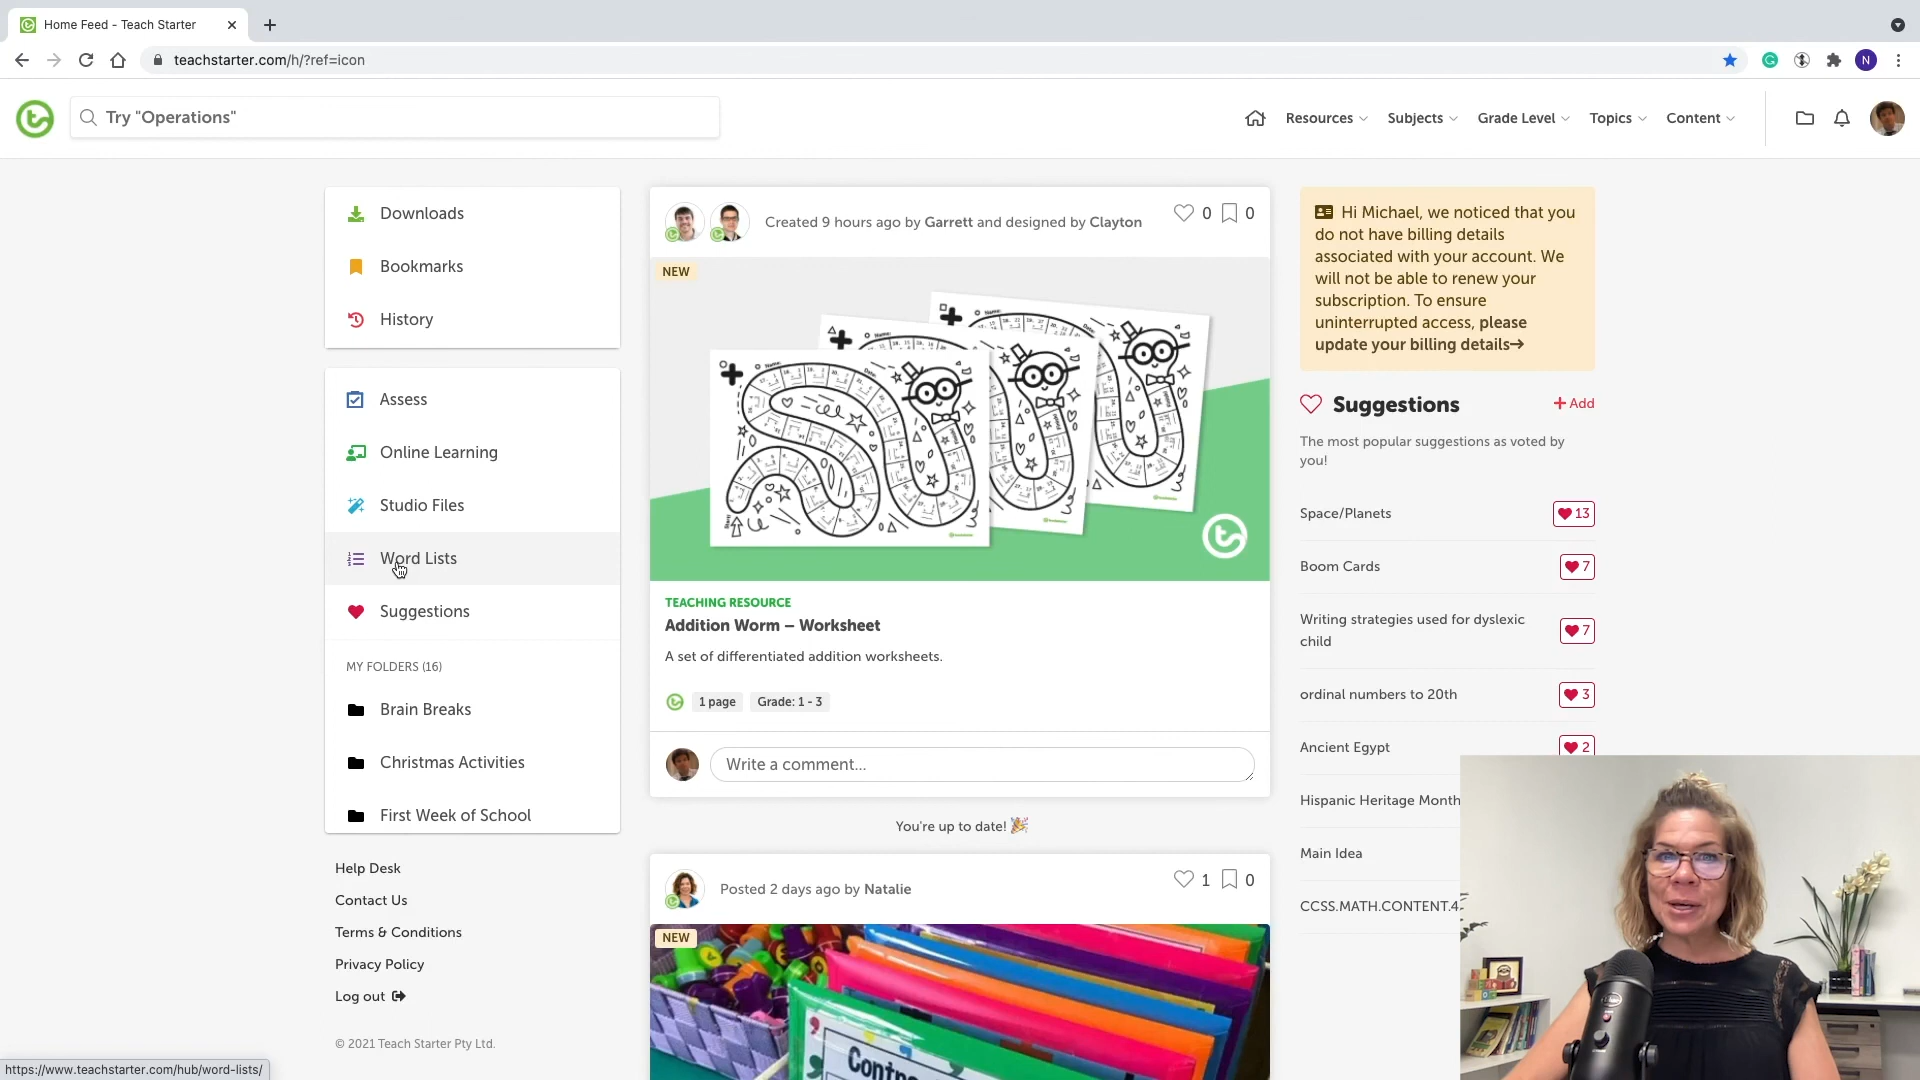 Home Feed - Teach Starter
teachstarter.com/h/?ref=icon
N
Try "Operations"
Resources
Subjects
Grade Level
Topics
Content
Downloads
Bookmarks
History
Assess
Online Learning
Studio Files
Word Lists
Suggestions
MY FOLDERS (16)
Brain Breaks
Christmas Activities
First Week of School
Help Desk
Contact Us
Terms & Conditions
Privacy Policy
Log out
© 2021 Teach Starter Pty Ltd.
https://www.teachstarter.com/hub/word-lists/
Created 9 hours ago by Garrett and designed by Clayton
0 0
NEW
TEACHING RESOURCE
Addition Worm – Worksheet
A set of differentiated addition worksheets.
1 page
Grade: 1 - 3
Write a comment...
You're up to date!
Posted 2 days ago by Natalie
1 0
NEW
Hi Michael, we noticed that you
do not have billing details
associated with your account. We
will not be able to renew your
subscription. To ensure
uninterrupted access, please
update your billing details→
Suggestions
+ Add
The most popular suggestions as voted by
you!
Space/Planets
13
Boom Cards
7
Writing strategies used for dyslexic
child
7
ordinal numbers to 20th
3
Ancient Egypt
2
Hispanic Heritage Month
Main Idea
CCSS.MATH.CONTENT.4